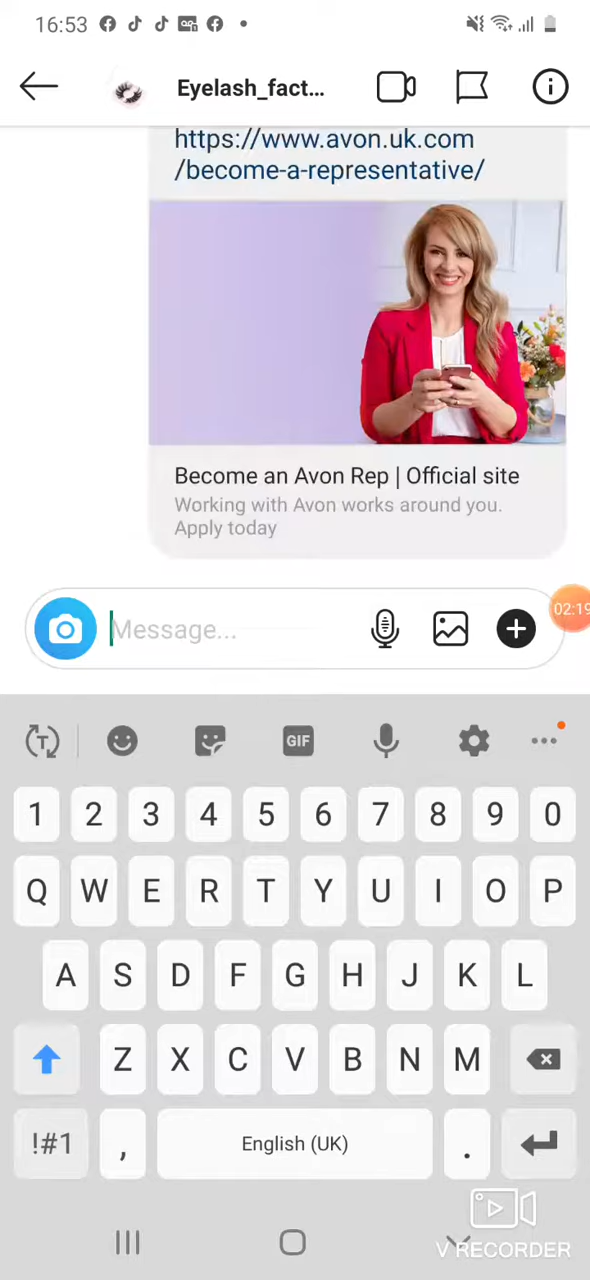 16:53
Eyelash_fact...
https://www.avon.uk.com
/become-a-representative/
Become an Avon Rep | Official site
Working with Avon works around you.
Apply today
Message...
02:19
T
GIF
1 2 3 4 5 6 7 8 9 0
Q W E R T Y U I O P
A S D F G H J K L
Z X C V B N M
!#1 , English (UK) .
V RECORDER